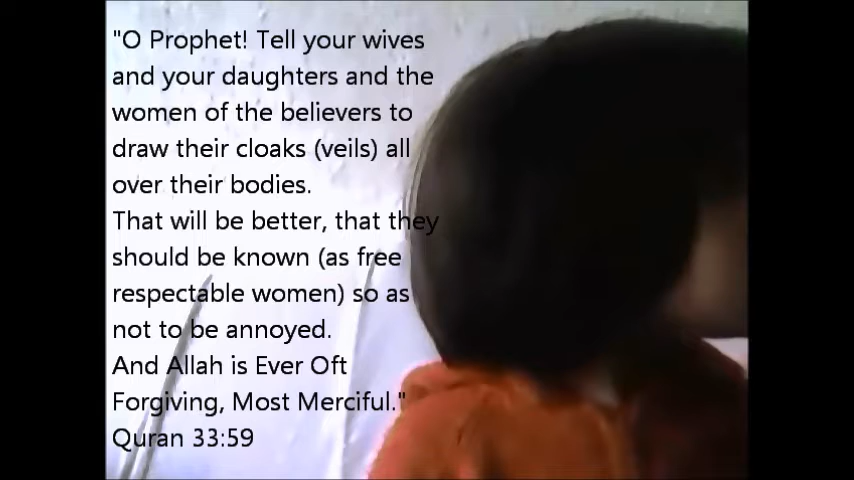 "O Prophet! Tell your wives
and your daughters and the
women of the believers to
draw their cloaks (veils) all
over their bodies.
That will be better, that they
should be known (as free
respectable women) so as
not to be annoyed.
And Allah is Ever Oft
Forgiving, Most Merciful."
Quran 33:59